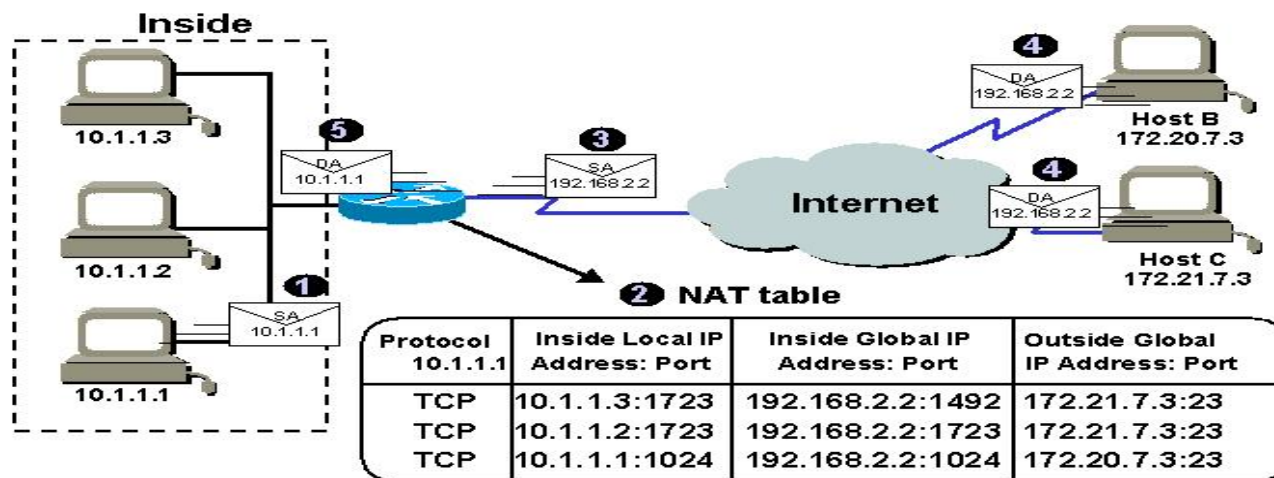 Inside
10.1.1.3
10.1.1.2
10.1.1.1
1
SA
10.1.1.1
5
DA
10.1.1.1
3
SA
192.168.2.2
Internet
4
DA
192.168.2.2
Host B
172.20.7.3
4
DA
192.168.2.2
Host C
172.21.7.3
2 NAT table
Protocol
10.1.1.1
Inside Local IP
Address: Port
Inside Global IP
Address: Port
Outside Global
IP Address: Port
TCP 10.1.1.3:1723 192.168.2.2:1492 172.21.7.3:23
TCP 10.1.1.2:1723 192.168.2.2:1723 172.21.7.3:23
TCP 10.1.1.1:1024 192.168.2.2:1024 172.20.7.3:23